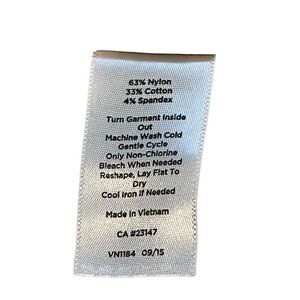 63% Nylon
33% Cotton
4% Spandex
Turn Garment Inside
Out
Machine Wash Cold
Gentle Cycle
Only Non-Chlorine
Bleach When Needed
Reshape, Lay Flat To
Dry
Cool Iron if Needed
Made in Vietnam
CA #23147
VN1184 09/15